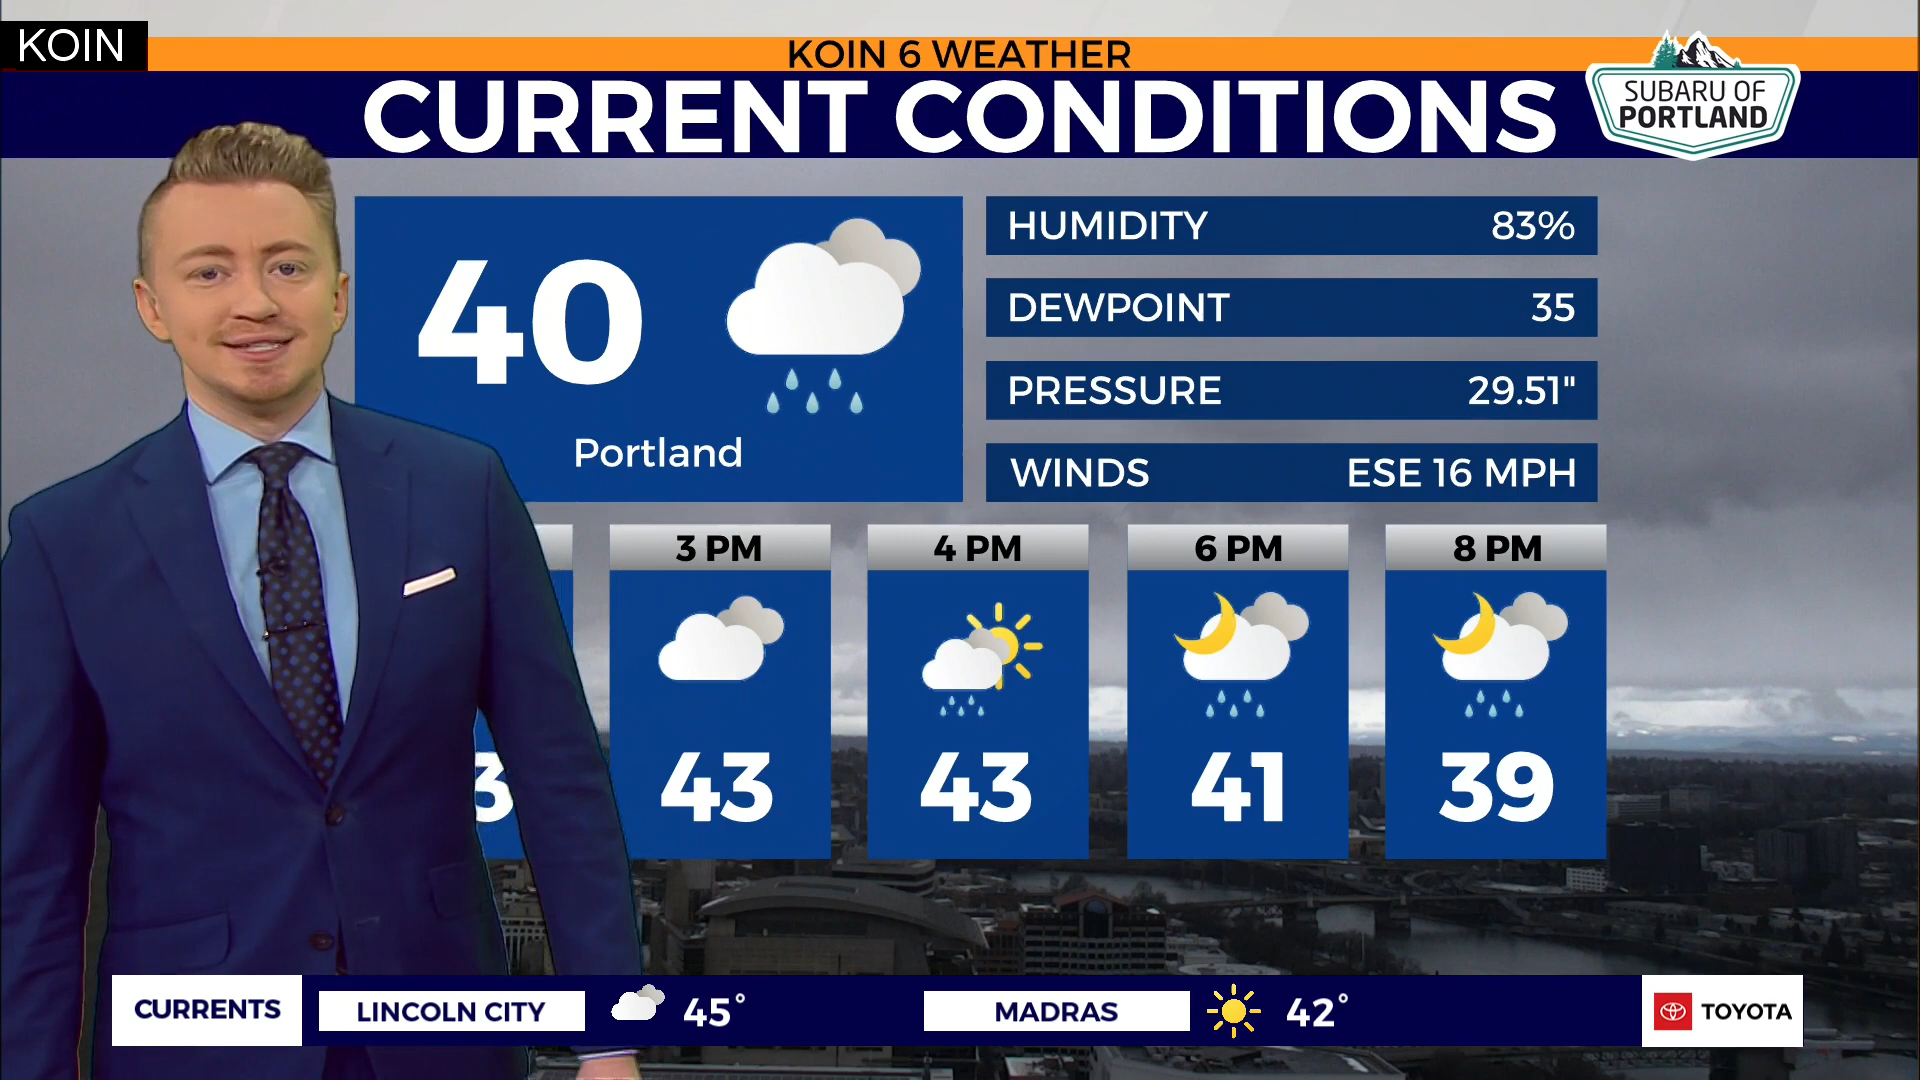 KOIN
KOIN 6 WEATHER
CURRENT CONDITIONS
SUBARU OF
PORTLAND
40
Portland
HUMIDITY 83%
DEWPOINT 35
PRESSURE 29.51"
WINDS ESE 16 MPH
3 PM 4 PM 6 PM 8 PM
3 43 43 41 39
CURRENTS LINCOLN CITY 45° MADRAS 42° TOYOTA